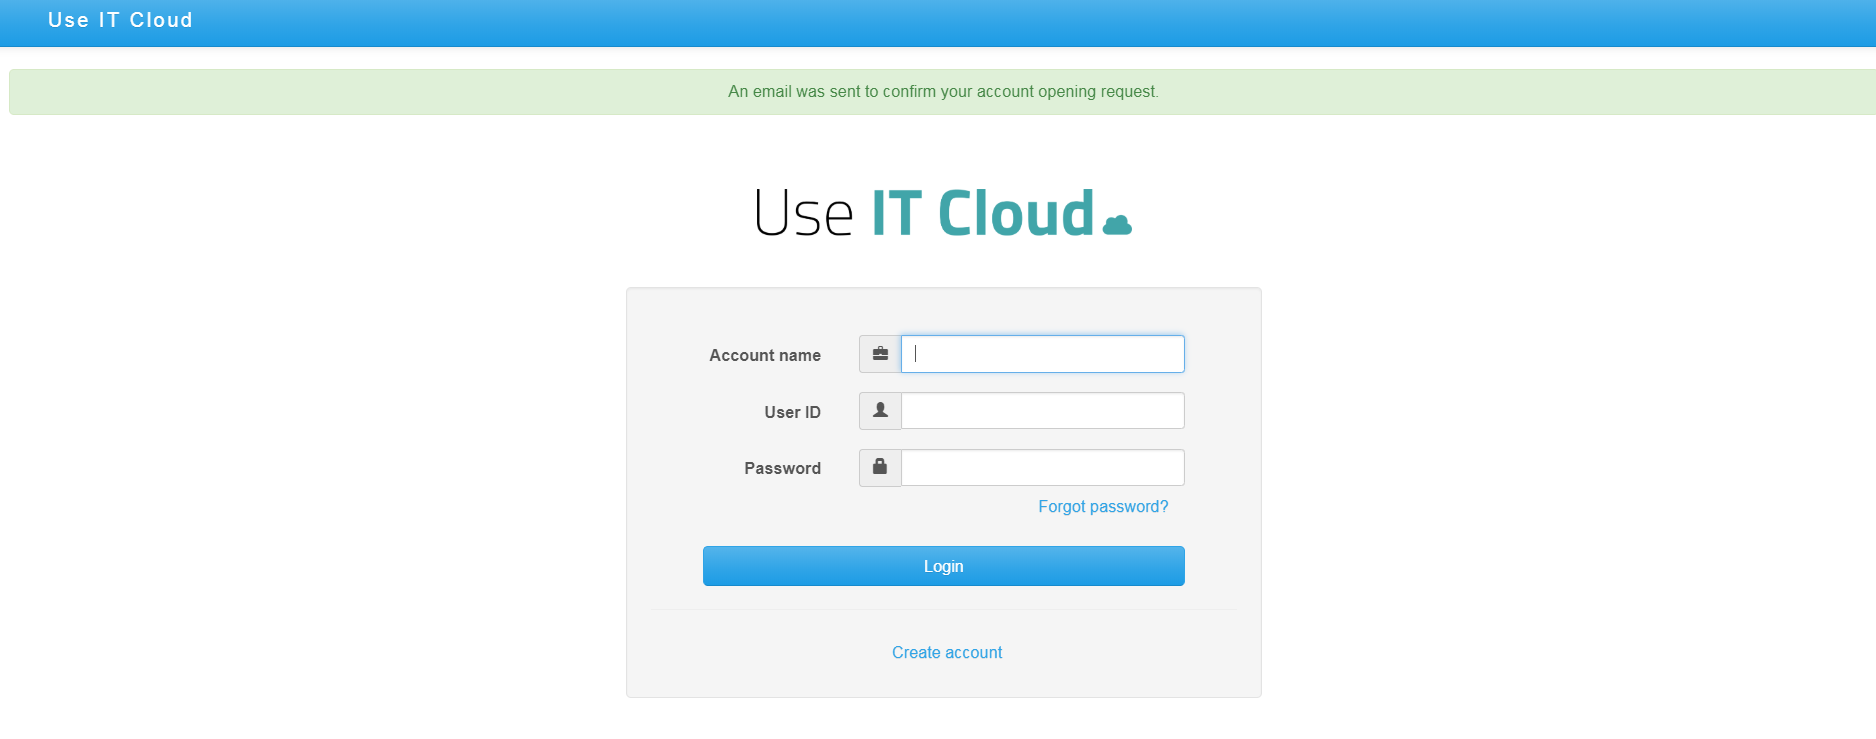 Use IT Cloud
An email was sent to confirm your account opening request.
Use IT Cloud
Account name
User ID
Password
Forgot password?
Login
Create account